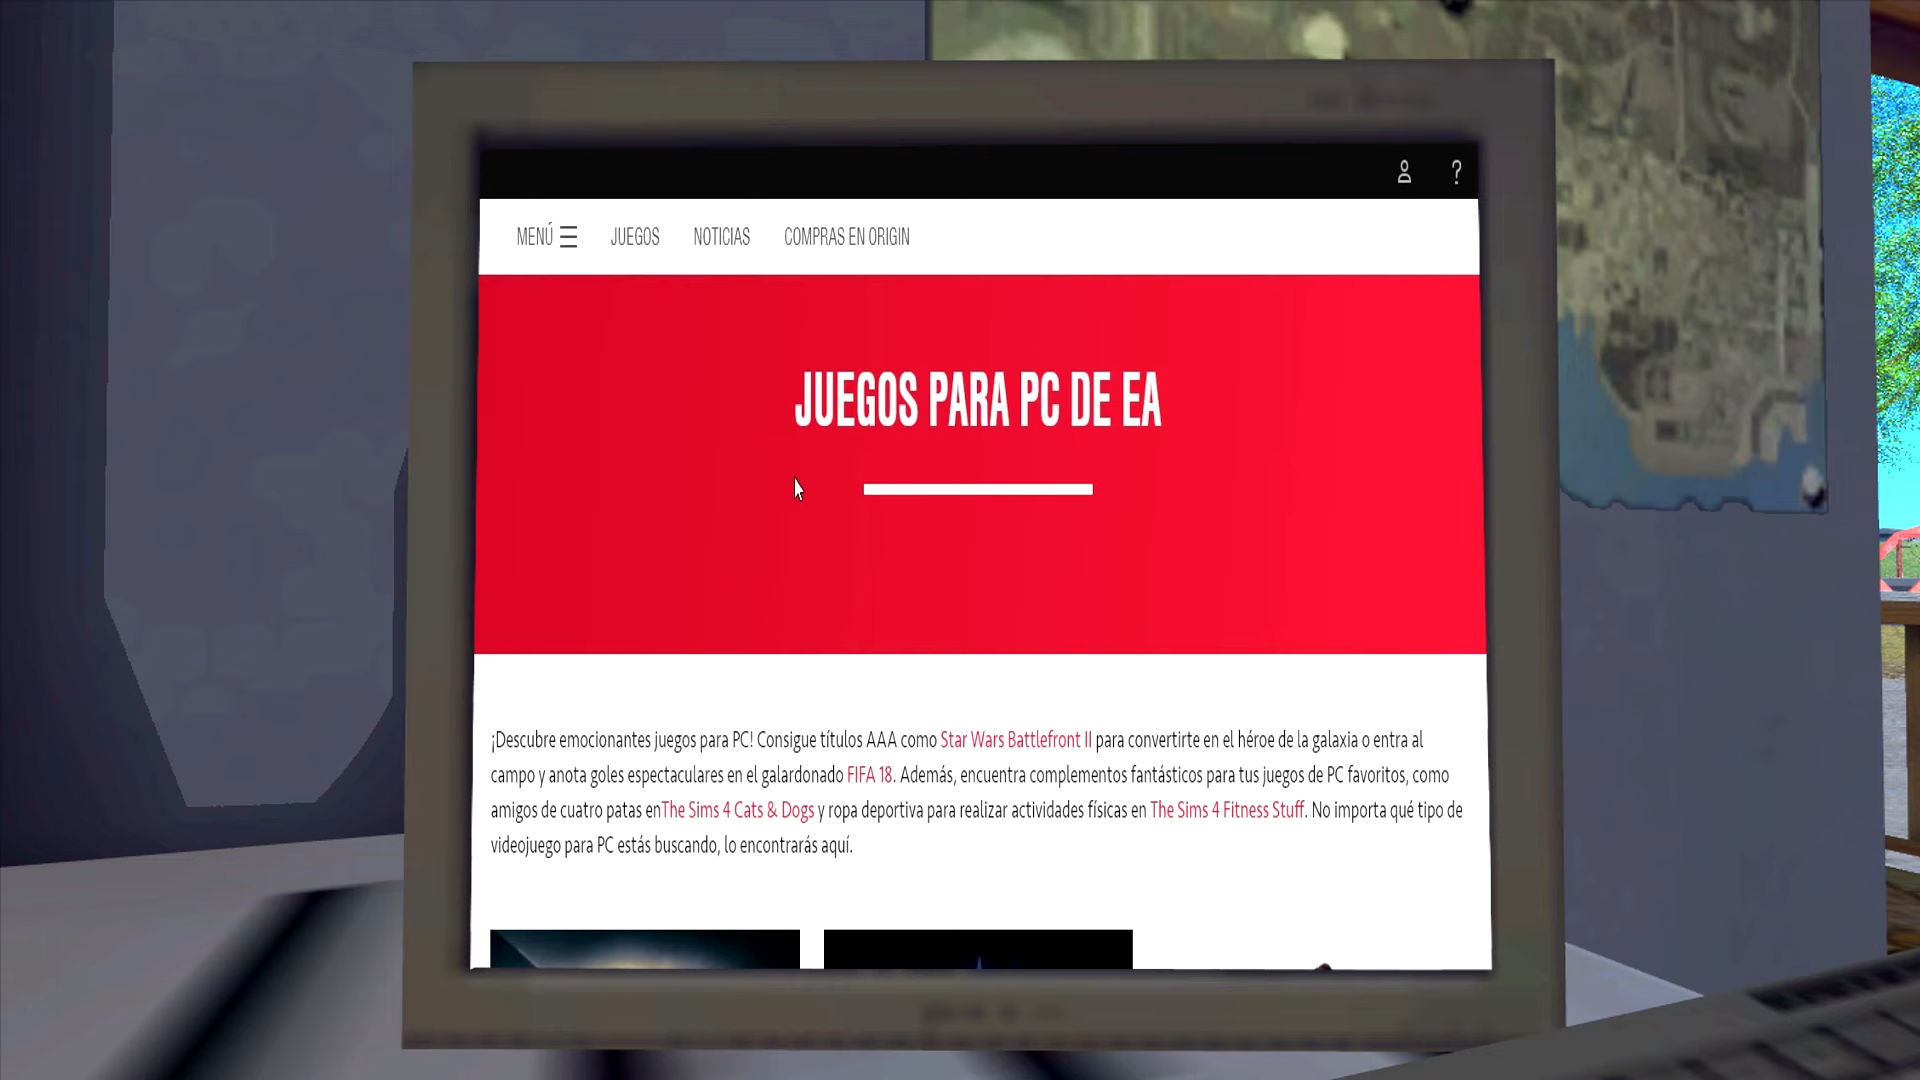 ?
MENÚ JUEGOS NOTICIAS COMPRAS EN ORIGIN
JUEGOS PARA PC DE EA
¡Descubre emocionantes juegos para PC! Consigue títulos AAA como Star Wars Battlefront II para convertirte en el héroe de la galaxia o entra al
campo y anota goles espectaculares en el galardonado FIFA 18. Además, encuentra complementos fantásticos para tus juegos de PC favoritos, como
amigos de cuatro patas enThe Sims 4 Cats & Dogs y ropa deportiva para realizar actividades físicas en The Sims 4 Fitness Stuff. No importa qué tipo de
videojuego para PC estás buscando, lo encontrarás aquí.